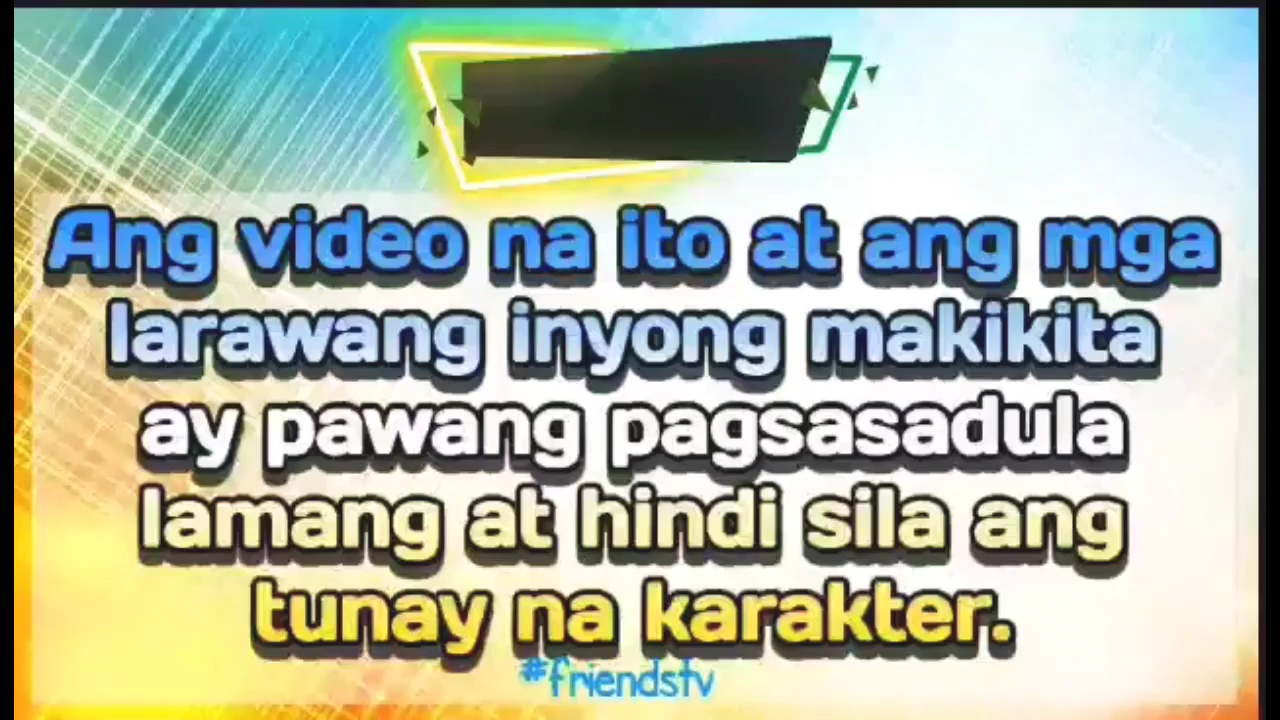 Ang video na ito at ang mga
larawang inyong makikita
ay pawang pagsasadula
lamang at hindi sila ang
tunay na karakter.
#friendstv